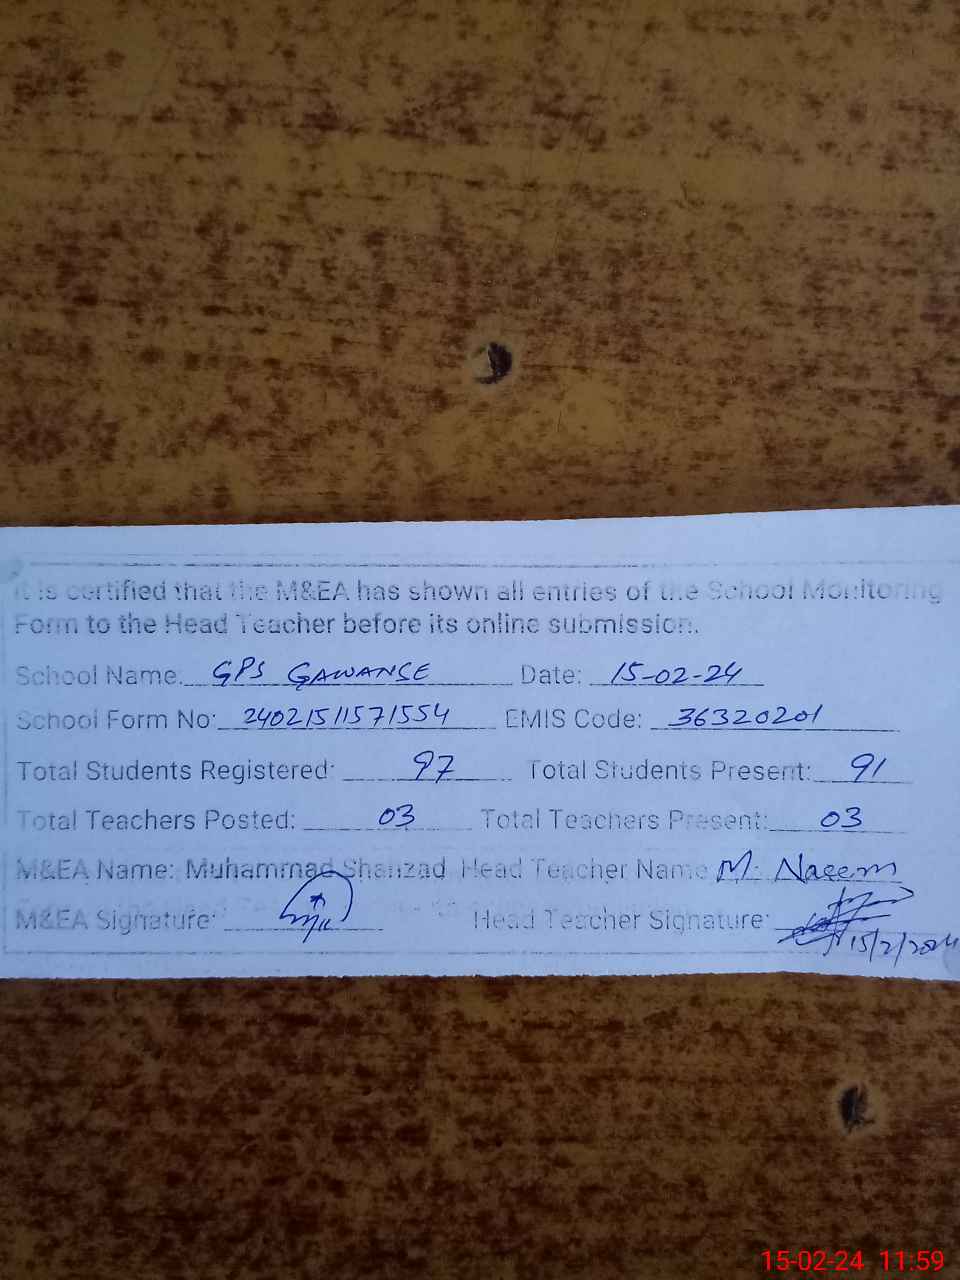 It is certified that the M&EA has shown all entries of the School Monitoring
Form to the Head Teacher before its online submission.
School Name: GPS GAWANSE Date: 15-02-24
School Form No: 24021511571554 EMIS Code: 36320201
Total Students Registered: 97 Total Students Present: 91
Total Teachers Posted: 03 Total Teachers Present: 03
M&EA Name: Muhammad Shahzad Head Teacher Name M. Naeem
M&EA Signature: Head Teacher Signature:
15/2/2024
15-02-24 11:59